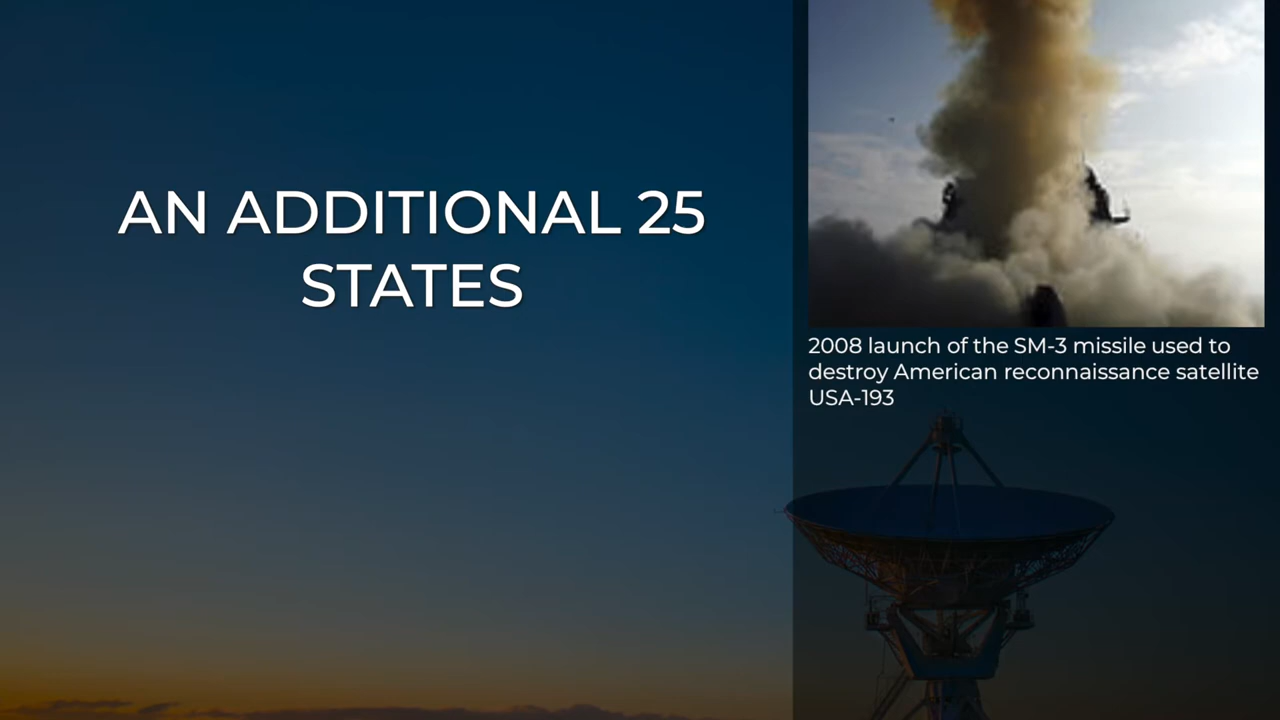 AN ADDITIONAL 25
STATES
2008 launch of the SM-3 missile used to
destroy American reconnaissance satellite
USA-193